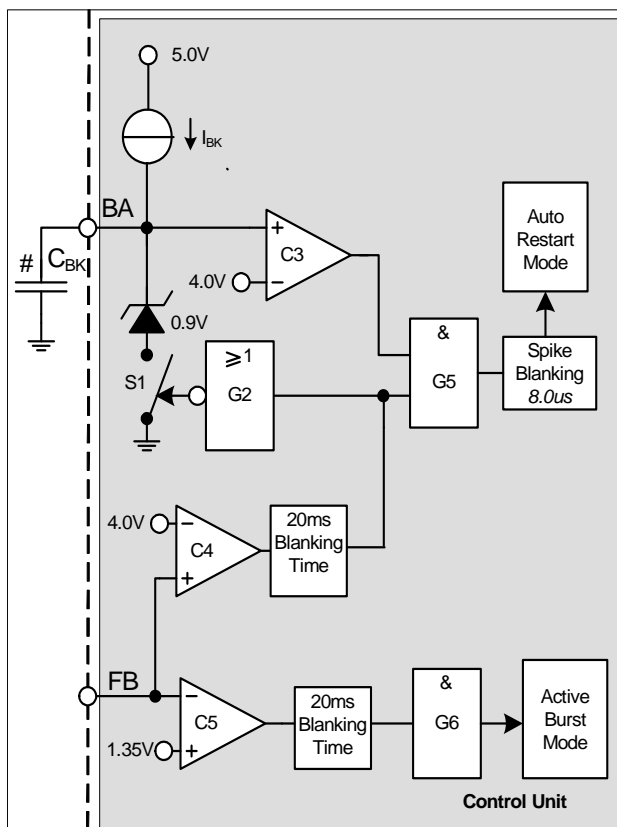 5.0V
I_BK
BA
# C_BK
C3
4.0V
0.9V
S1
≥1
G2
&
G5
Auto
Restart
Mode
Spike
Blanking
8.0us
4.0V
C4
20ms
Blanking
Time
FB
C5
1.35V
20ms
Blanking
Time
&
G6
Active
Burst
Mode
Control Unit